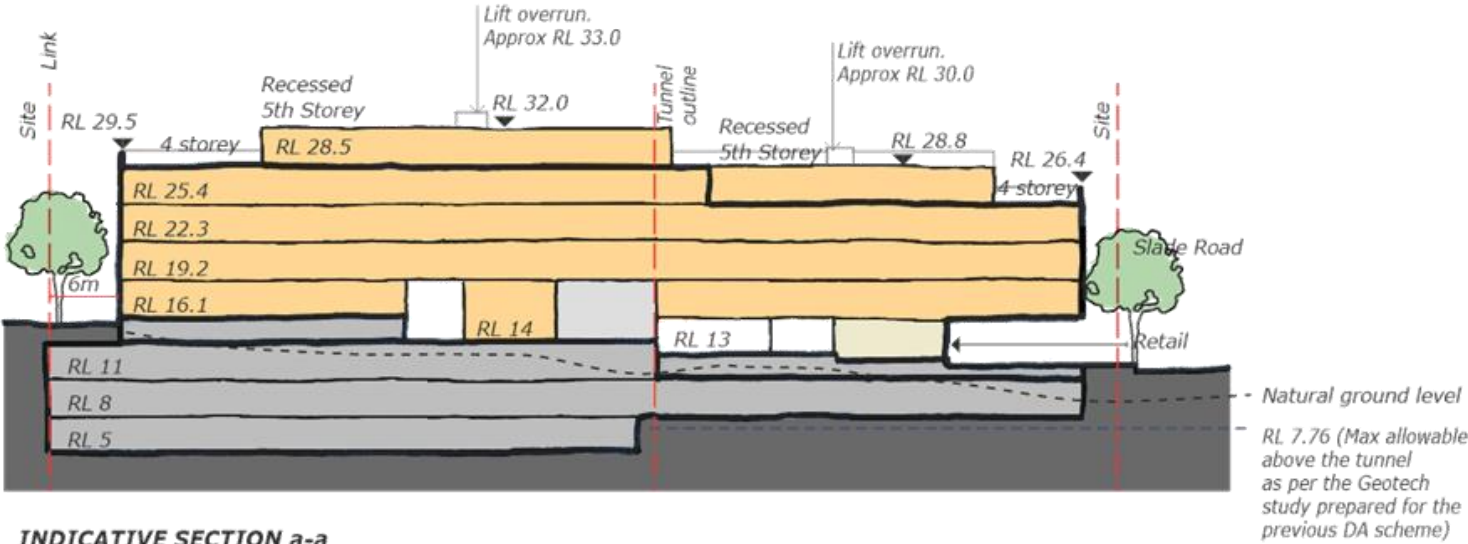 Lift overrun.
Approx RL 33.0
Link
Site
Lift overrun.
Approx RL 30.0
Recessed
5th Storey
RL 32.0
Tunnel
outline
Site
RL 29.5
4 storey
RL 28.5
Recessed
5th Storey
RL 28.8
RL 26.4
4 storey
RL 25.4
RL 22.3
RL 19.2
RL 16.1
6m
Slade Road
RL 14
RL 13
Retail
RL 11
RL 8
RL 5
Natural ground level
RL 7.76 (Max allowable
above the tunnel
as per the Geotech
study prepared for the
previous DA scheme)
INDICATIVE SECTION a-a